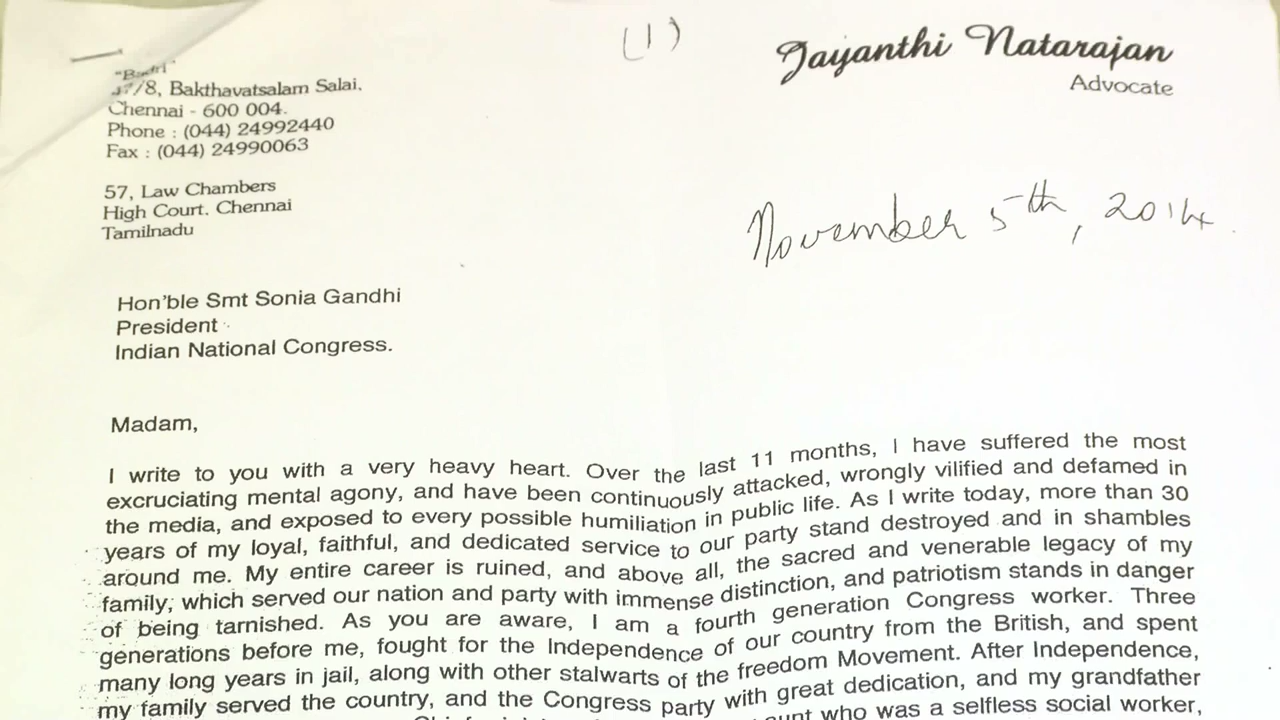 (1)
Jayanthi Natarajan
Advocate
"Badri"
/8, Bakthavatsalam Salai,
Chennai - 600 004.
Phone : (044) 24992440
Fax : (044) 24990063
57, Law Chambers
High Court. Chennai
Tamilnadu
November 5th, 2014
Hon'ble Smt Sonia Gandhi
President
Indian National Congress.
Madam,
I write to you with a very heavy heart. Over the last 11 months, I have suffered the most
excruciating mental agony, and have been continuously attacked, wrongly vilified and defamed in
the media, and exposed to every possible humiliation in public life. As I write today, more than 30
years of my loyal, faithful, and dedicated service to our party stand destroyed and in shambles
around me. My entire career is ruined, and above all, the sacred and venerable legacy of my
family, which served our nation and party with immense distinction, and patriotism stands in danger
of being tarnished. As you are aware, I am a fourth generation Congress worker. Three
generations before me, fought for the Independence of our country from the British, and spent
many long years in jail, along with other stalwarts of the freedom Movement. After Independence,
my family served the country, and the Congress party with great dedication, and my grandfather
who was a selfless social worker,